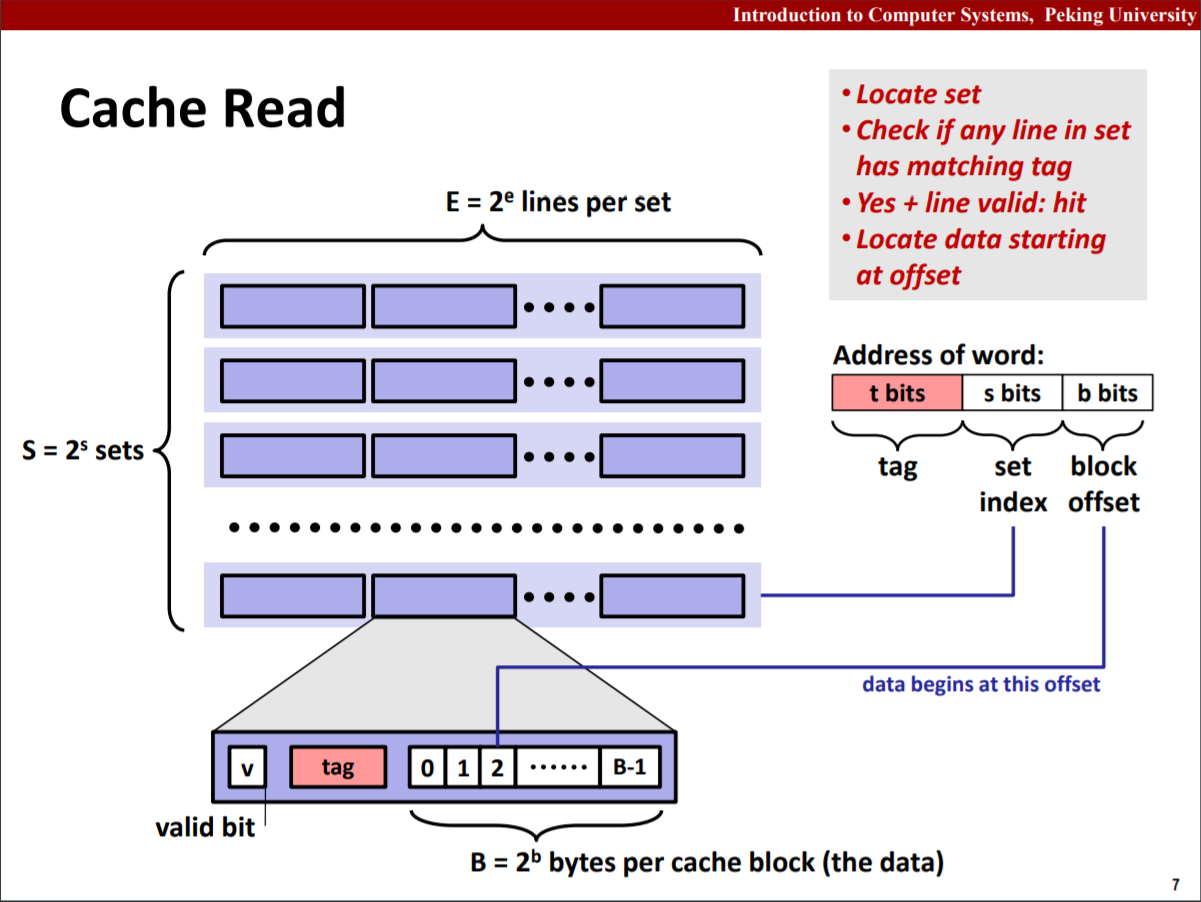 Introduction to Computer Systems, Peking University
Cache Read
• Locate set
• Check if any line in set
has matching tag
• Yes + line valid: hit
• Locate data starting
at offset
E = 2ᵉ lines per set
S = 2ˢ sets
Address of word:
t bits s bits b bits
tag set block
index offset
data begins at this offset
v tag 0 1 2 ······ B-1
valid bit
B = 2ᵇ bytes per cache block (the data)
7